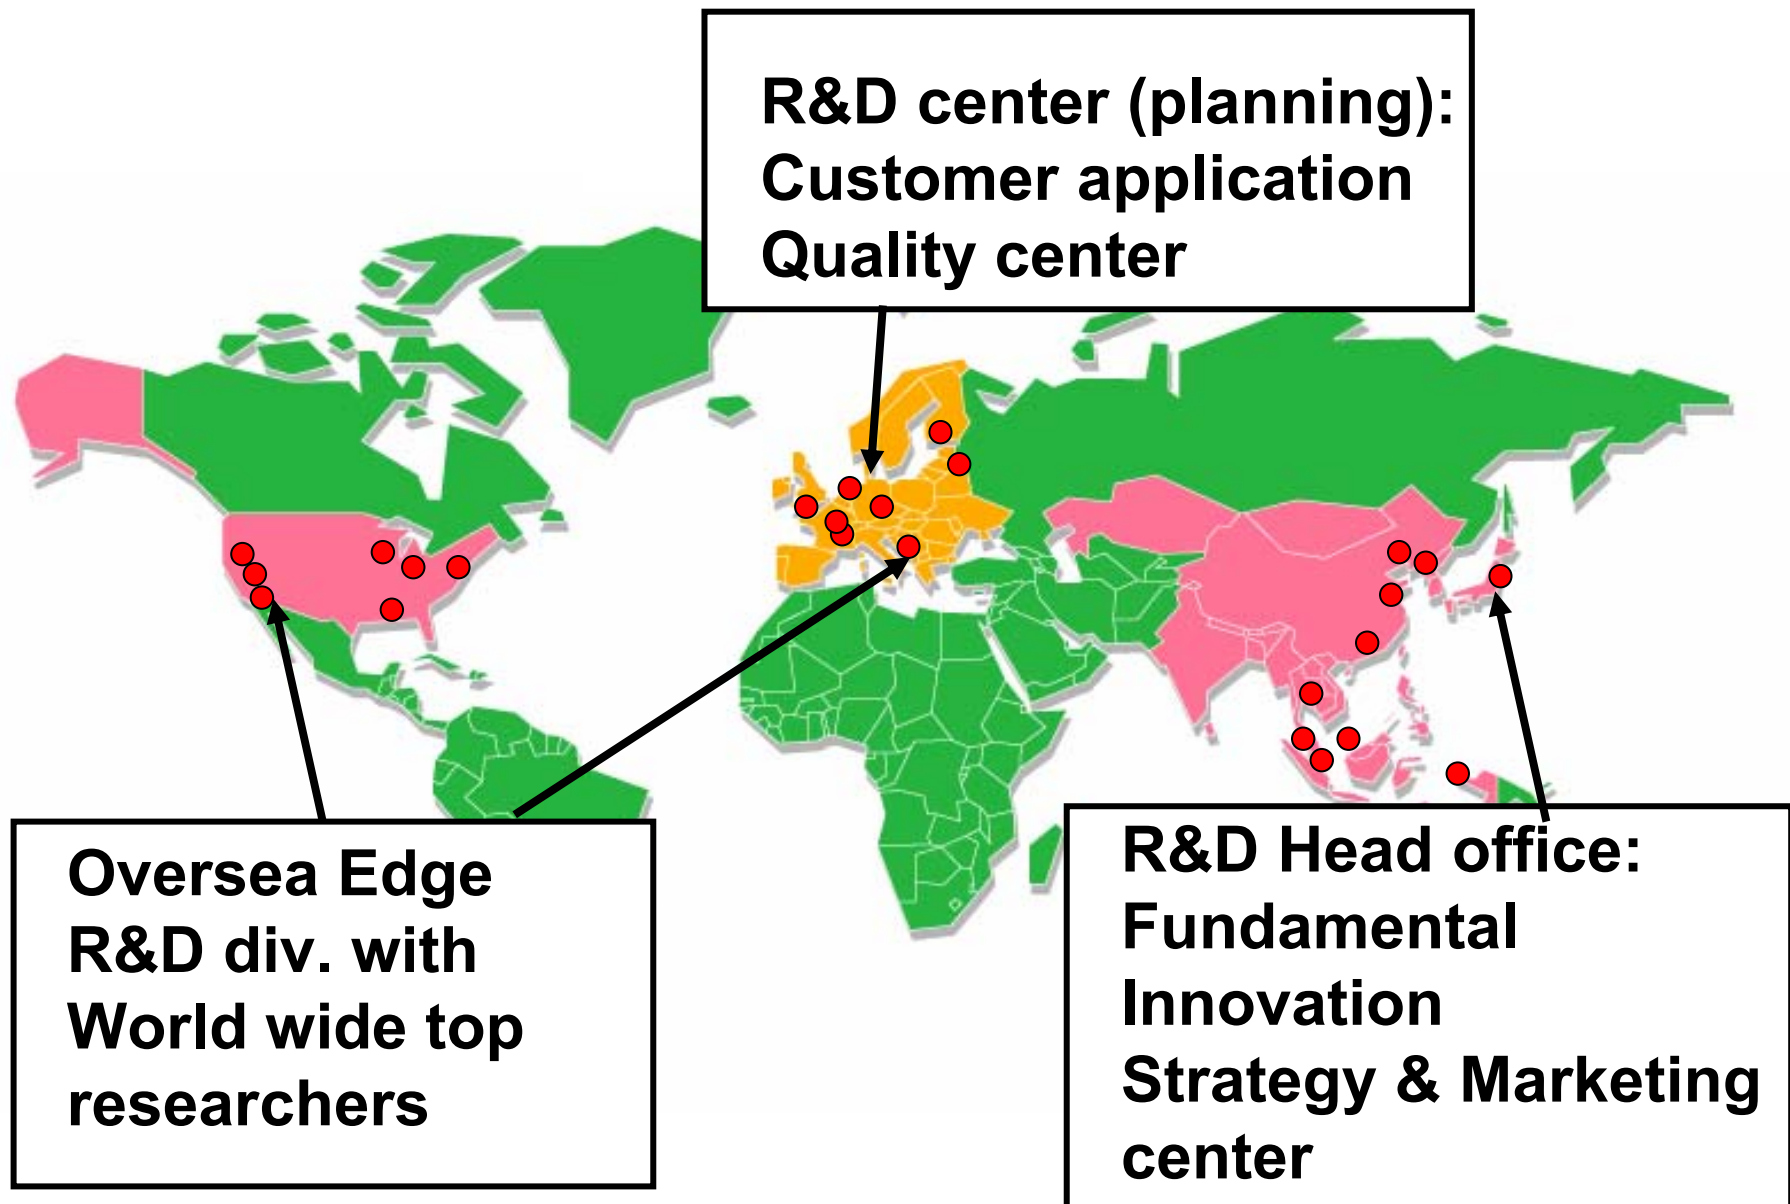 R&D center (planning):
Customer application
Quality center
Oversea Edge
R&D div. with
World wide top
researchers
R&D Head office:
Fundamental
Innovation
Strategy & Marketing
center